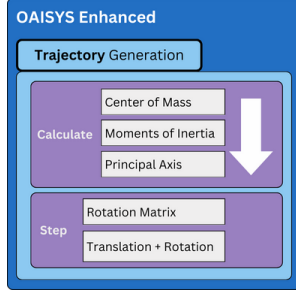 OAISYS Enhanced
Trajectory Generation
Center of Mass
Calculate
Moments of Inertia
Principal Axis
Rotation Matrix
Step
Translation + Rotation